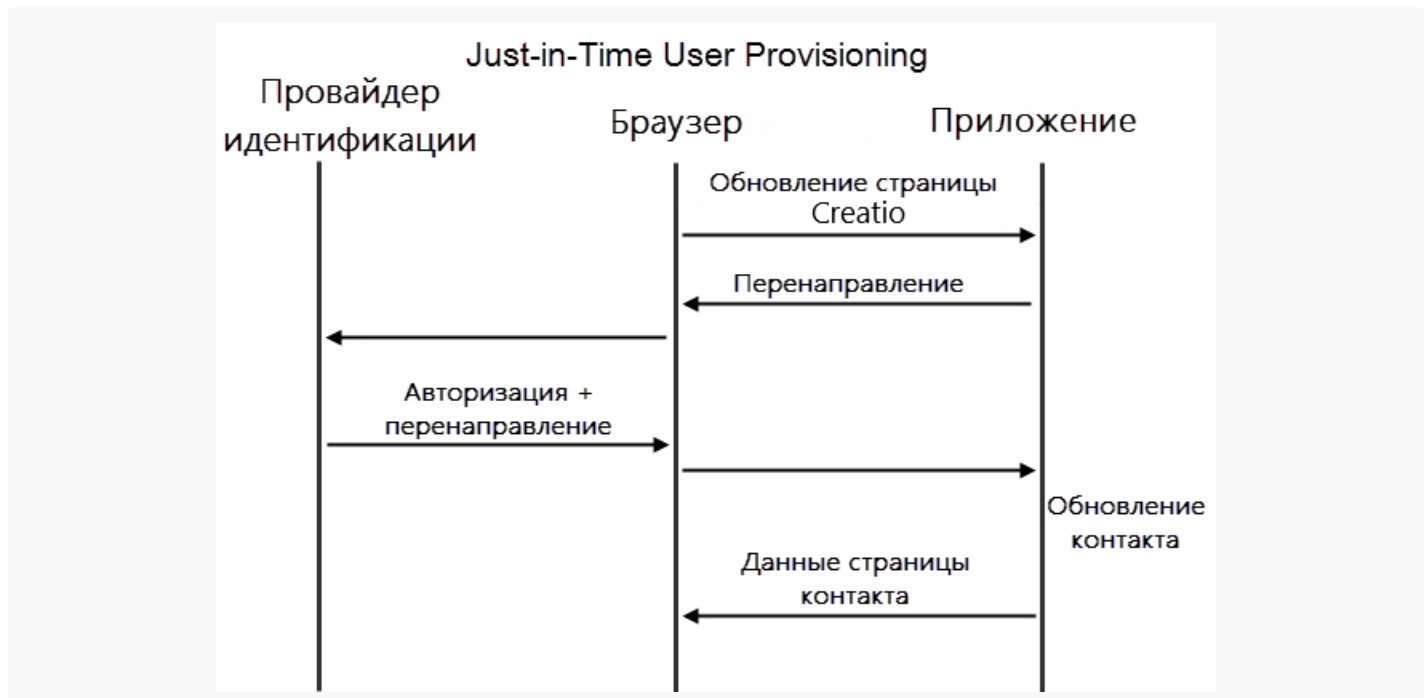 Just-in-Time User Provisioning
Провайдер
идентификации
Браузер
Приложение
Обновление страницы
Creatio
Перенаправление
Авторизация +
перенаправление
Обновление
контакта
Данные страницы
контакта